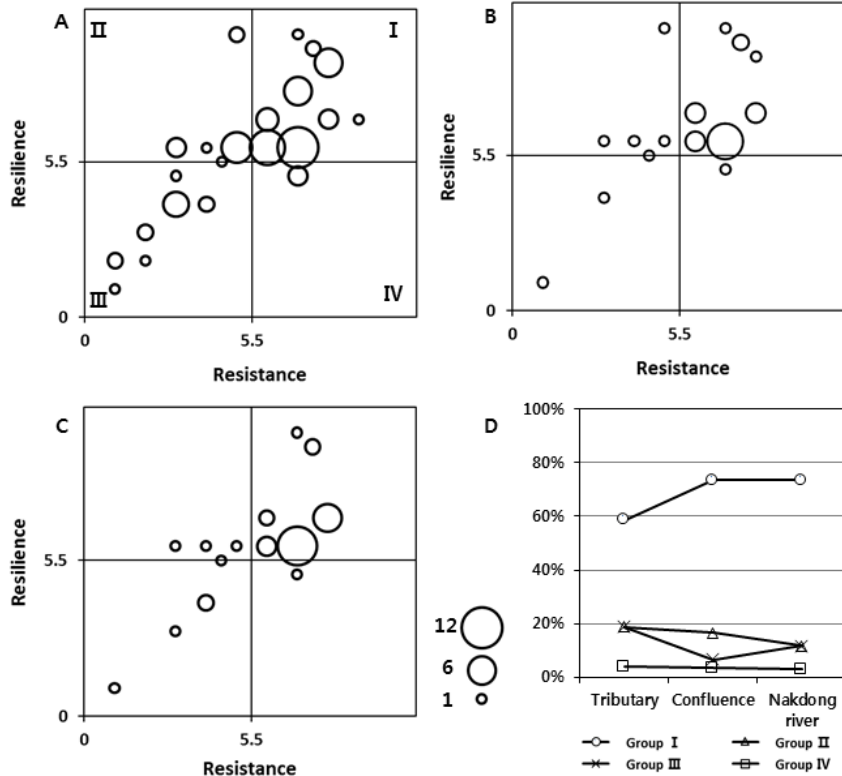 A
II
I
Resilience
5.5
III
IV
0
0
5.5
Resistance
B
Resilience
5.5
0
0
5.5
Resistance
C
Resilience
5.5
0
0
5.5
Resistance
12
6
1
D
100%
80%
60%
40%
20%
0%
Tributary
Confluence
Nakdong
river
Group I
Group II
Group III
Group IV